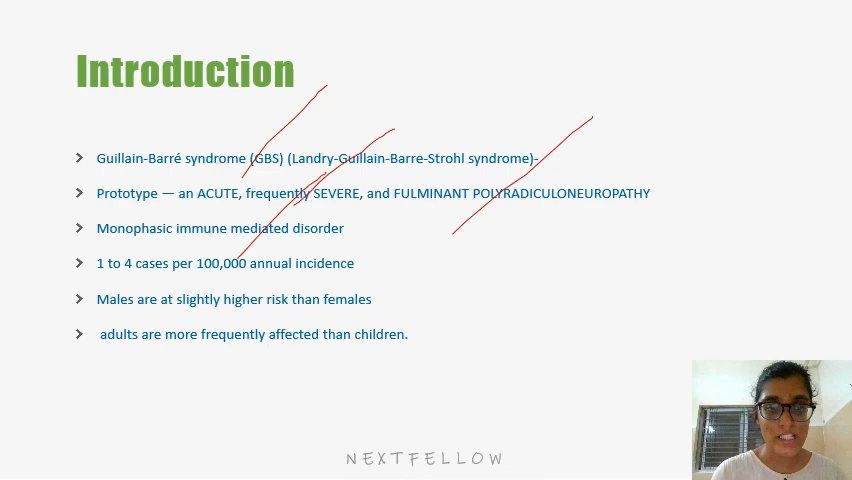 Introduction
Guillain-Barré syndrome (GBS) (Landry-Guillain-Barre-Strohl syndrome)-
Prototype — an ACUTE, frequently SEVERE, and FULMINANT POLYRADICULONEUROPATHY
Monophasic immune mediated disorder
1 to 4 cases per 100,000 annual incidence
Males are at slightly higher risk than females
adults are more frequently affected than children.
NEXTFELLOW